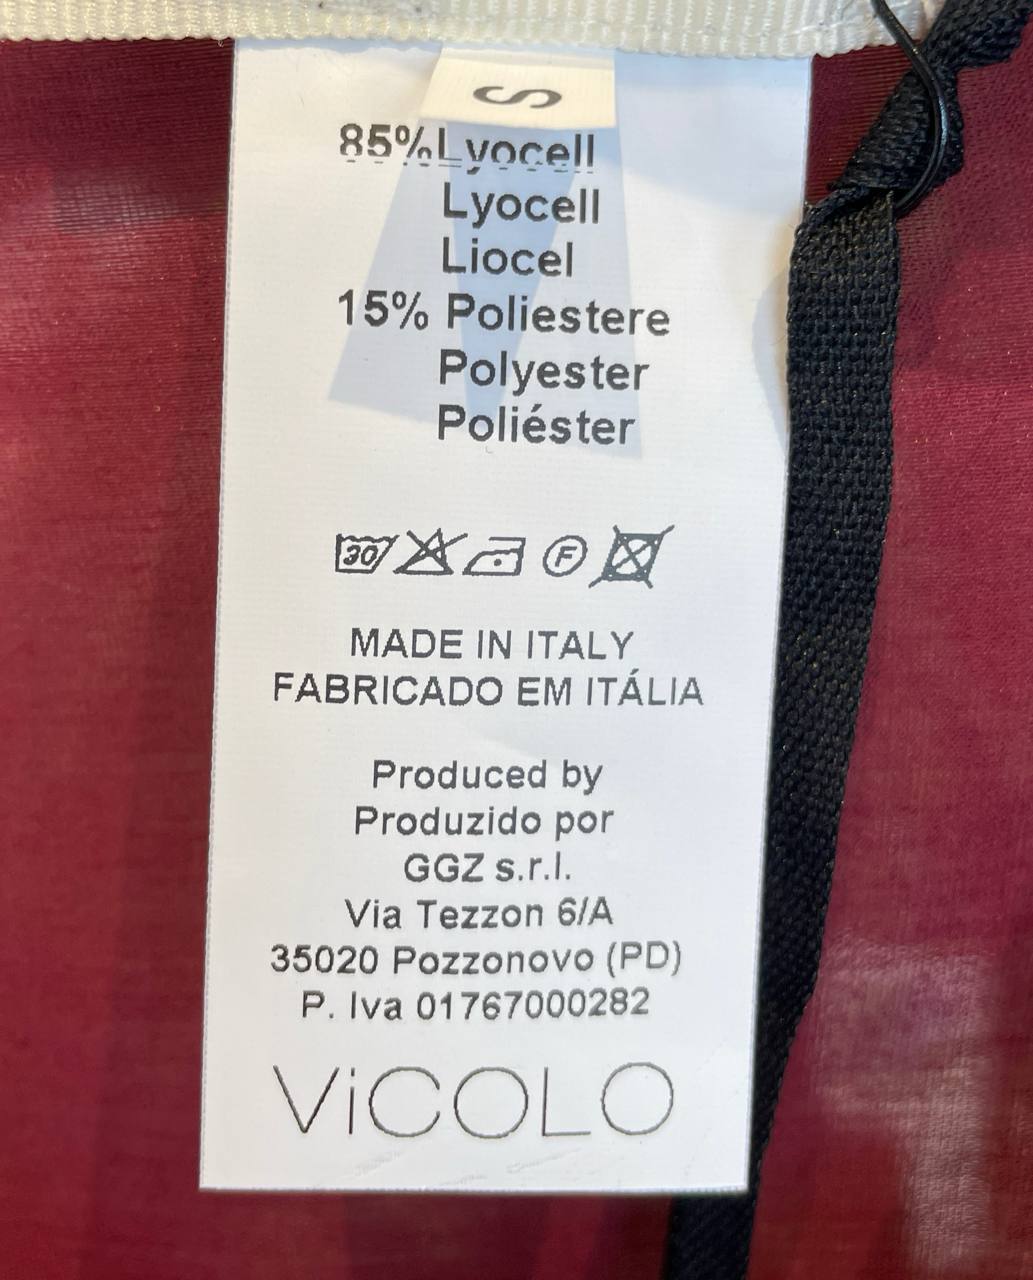 S
85%Lyocell
Lyocell
Liocel
15% Poliestere
Polyester
Poliéster
30 F
MADE IN ITALY
FABRICADO EM ITÁLIA
Produced by
Produzido por
GGZ s.r.l.
Via Tezzon 6/A
35020 Pozzonovo (PD)
P. Iva 01767000282
ViCOLO